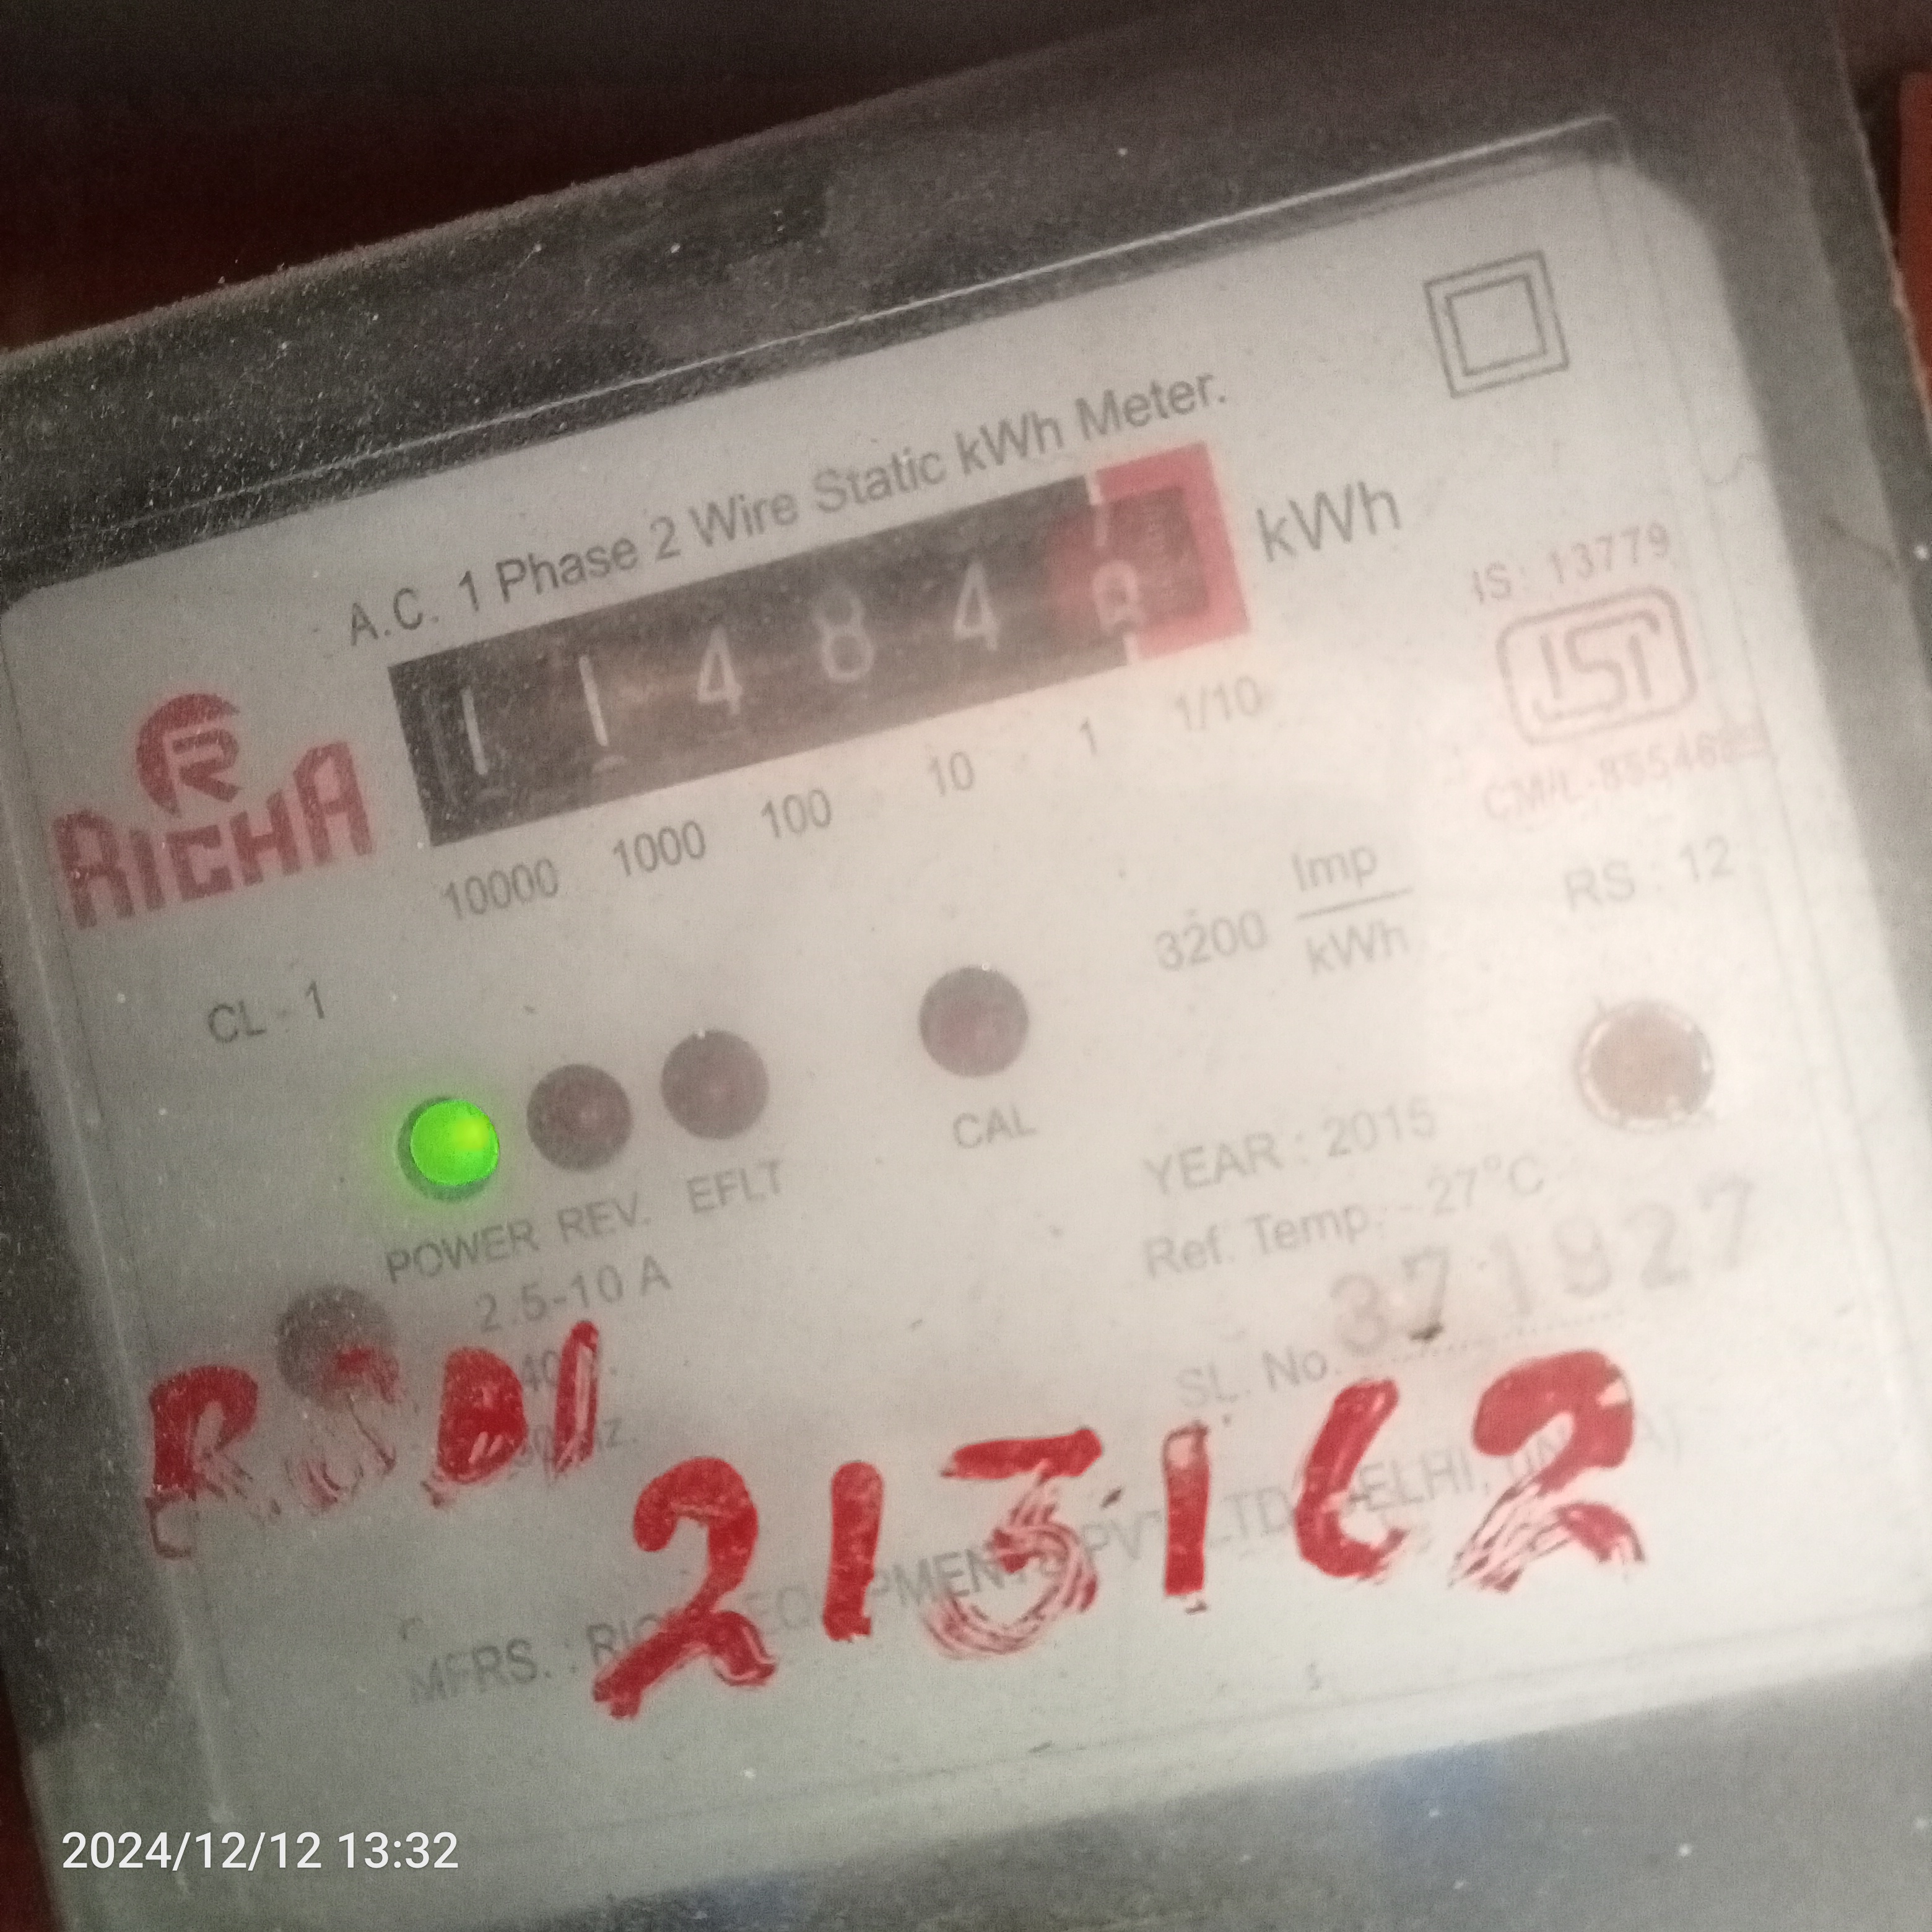 A.C. 1 Phase 2 Wire Static kWh Meter.
1 1 4 8 4 kWh
10000 1000 100 10 1 1/10
RICHA
IS: 13779
ISI
3200 Imp/kWh
RS : 12
CL - 1
CAL
POWER REV. EFLT
YEAR : 2015
2.5-10 A
Ref. Temp. - 27°C
SL. No. 371927
213162
MFRS. :
2024/12/12 13:32